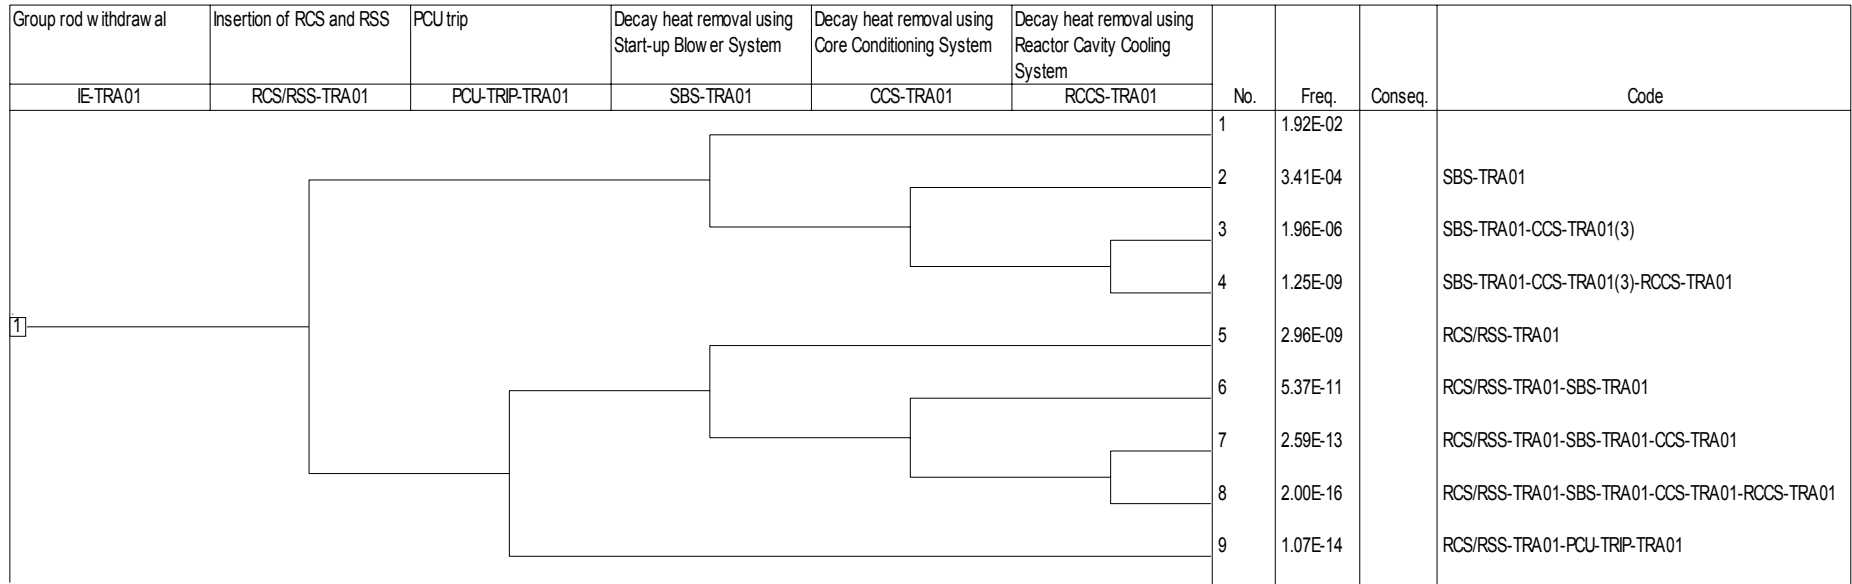 Group rod withdrawal
Insertion of RCS and RSS
PCU trip
Decay heat removal using
Start-up Blower System
Decay heat removal using
Core Conditioning System
Decay heat removal using
Reactor Cavity Cooling
System
IE-TRA01
RCS/RSS-TRA01
PCU-TRIP-TRA01
SBS-TRA01
CCS-TRA01
RCCS-TRA01
No.
Freq.
Conseq.
Code
1 1.92E-02
2 3.41E-04 SBS-TRA01
3 1.96E-06 SBS-TRA01-CCS-TRA01(3)
4 1.25E-09 SBS-TRA01-CCS-TRA01(3)-RCCS-TRA01
1
5 2.96E-09 RCS/RSS-TRA01
6 5.37E-11 RCS/RSS-TRA01-SBS-TRA01
7 2.59E-13 RCS/RSS-TRA01-SBS-TRA01-CCS-TRA01
8 2.00E-16 RCS/RSS-TRA01-SBS-TRA01-CCS-TRA01-RCCS-TRA01
9 1.07E-14 RCS/RSS-TRA01-PCU-TRIP-TRA01